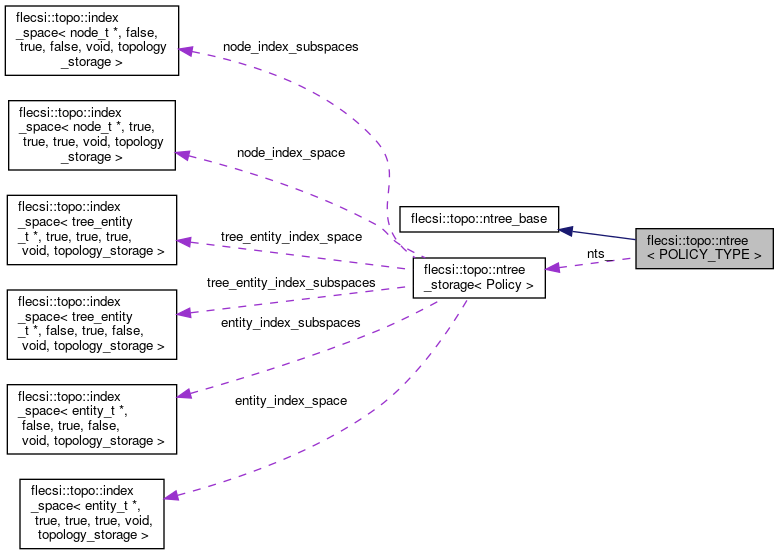 flecsi::topo::index
_space< node_t *, false,
true, false, void, topology
_storage >
node_index_subspaces
flecsi::topo::index
_space< node_t *, true,
true, true, void, topology
_storage >
node_index_space
flecsi::topo::index
_space< tree_entity
_t *, true, true, true,
void, topology_storage >
tree_entity_index_space
flecsi::topo::index
_space< tree_entity
_t *, false, true, false,
void, topology_storage >
tree_entity_index_subspaces
flecsi::topo::index
_space< entity_t *,
false, true, false,
void, topology_storage >
entity_index_subspaces
flecsi::topo::index
_space< entity_t *,
true, true, true, void,
topology_storage >
entity_index_space
flecsi::topo::ntree_base
flecsi::topo::ntree
_storage< Policy >
nts_
flecsi::topo::ntree
< POLICY_TYPE >